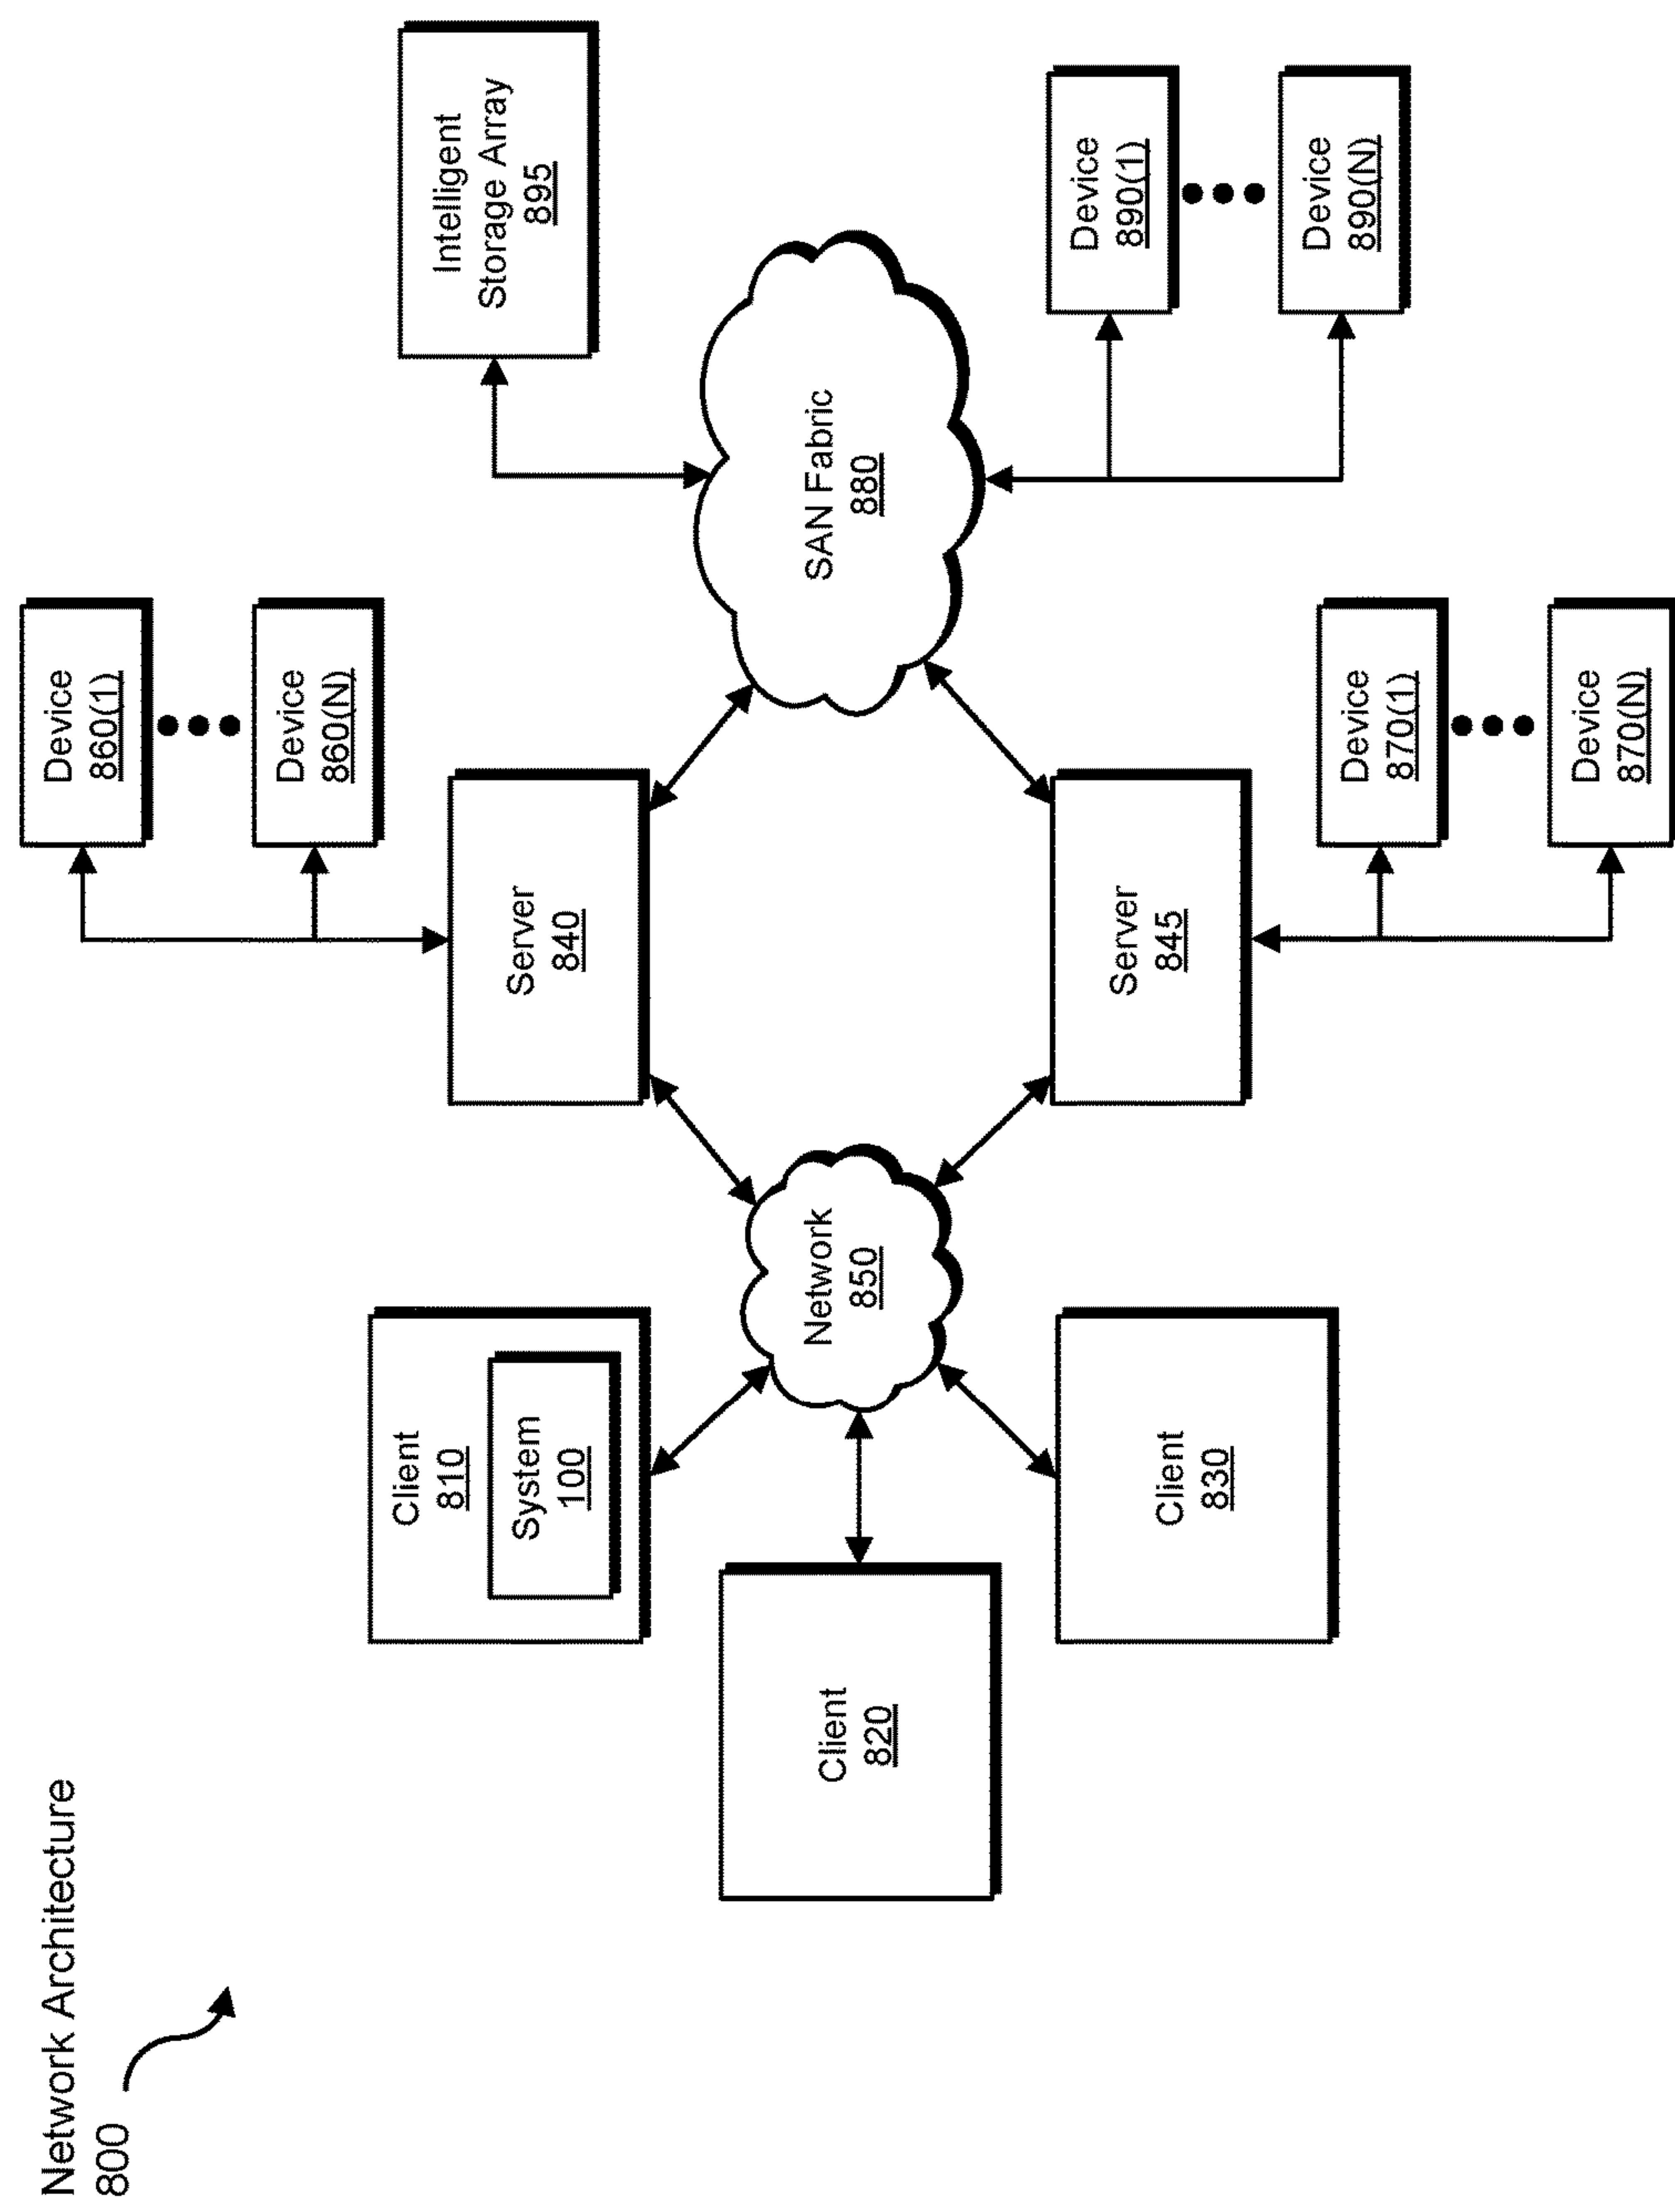 Network Architecture
800
Client
810
System
100
Client
820
Client
830
Network
850
Device
860(1)
Device
860(N)
Server
840
Server
845
Device
870(1)
Device
870(N)
SAN Fabric
880
Intelligent
Storage Array
895
Device
890(1)
Device
890(N)